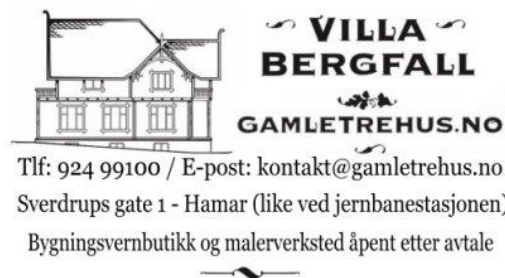 VILLA
BERGFALL
GAMLETREHUS.NO
Tlf: 924 99100 / E-post: kontakt@gamletrehus.no
Sverdrups gate 1 - Hamar (like ved jernbanestasjonen)
Bygningsvernbutikk og malerverksted åpent etter avtale